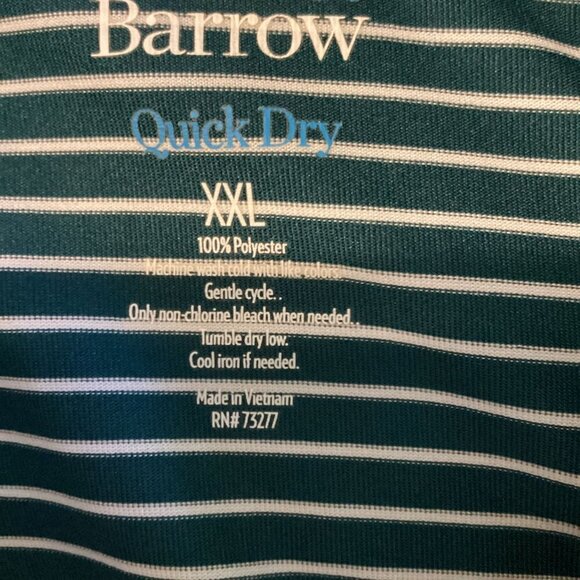 Barrow
Quick Dry
XXL
100% Polyester
Machine wash cold with like colors.
Gentle cycle. .
Only non-chlorine bleach when needed. .
Tumble dry low.
Cool iron if needed.
Made in Vietnam
RN# 73277